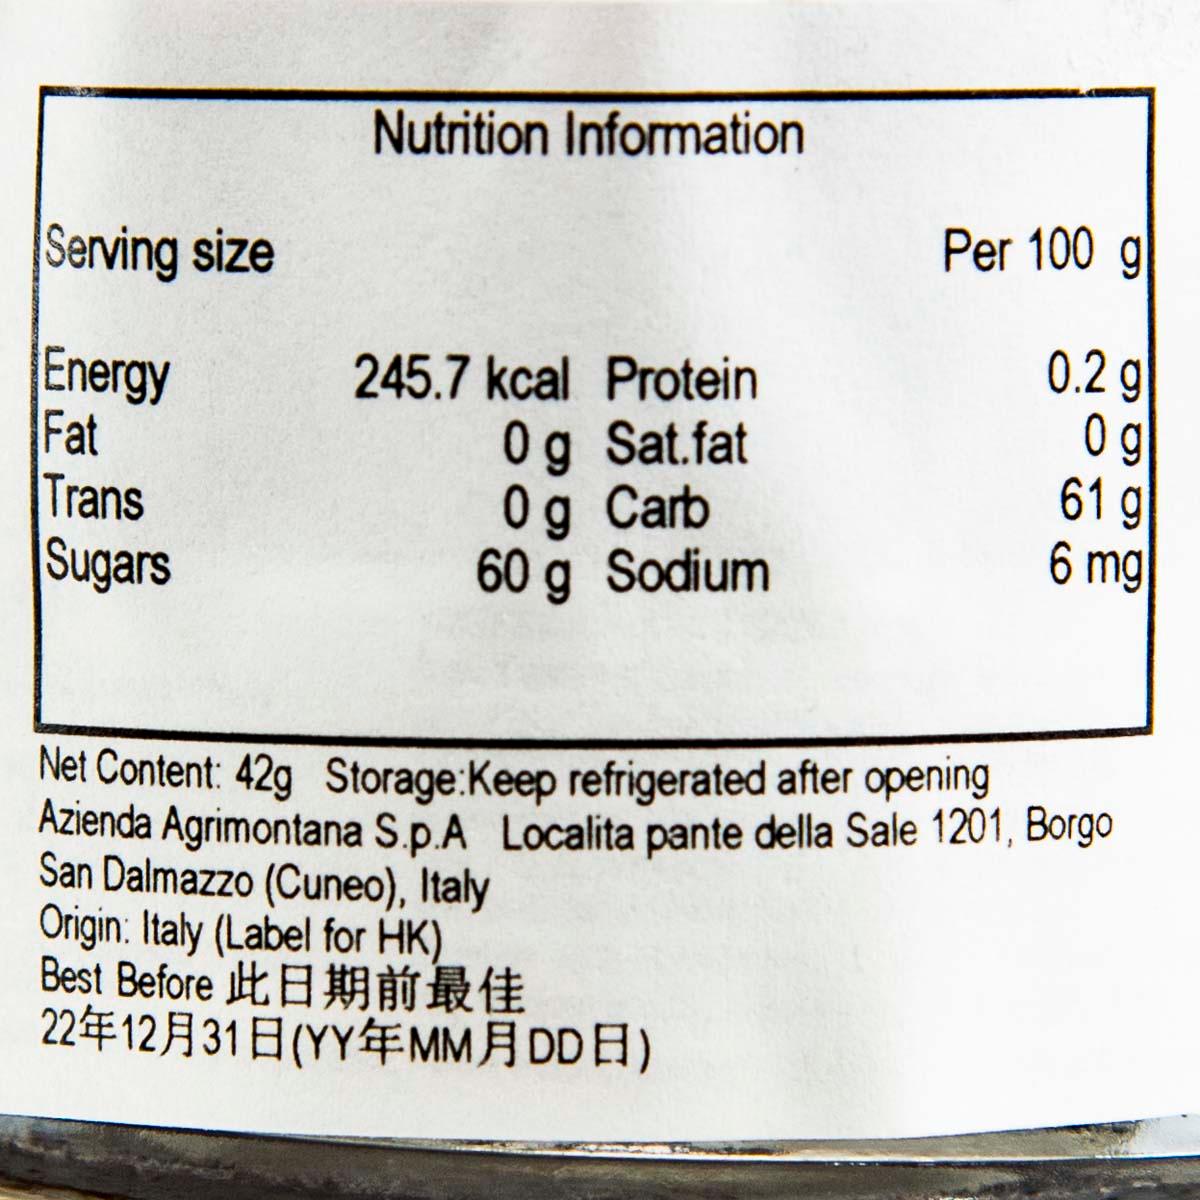 Nutrition Information
Serving size Per 100 g
Energy 245.7 kcal Protein 0.2 g
Fat 0 g Sat.fat 0 g
Trans 0 g Carb 61 g
Sugars 60 g Sodium 6 mg
Net Content: 42g Storage:Keep refrigerated after opening
Azienda Agrimontana S.p.A Localita pante della Sale 1201, Borgo
San Dalmazzo (Cuneo), Italy
Origin: Italy (Label for HK)
Best Before 此日期前最佳
22年12月31日(YY年MM月DD日)